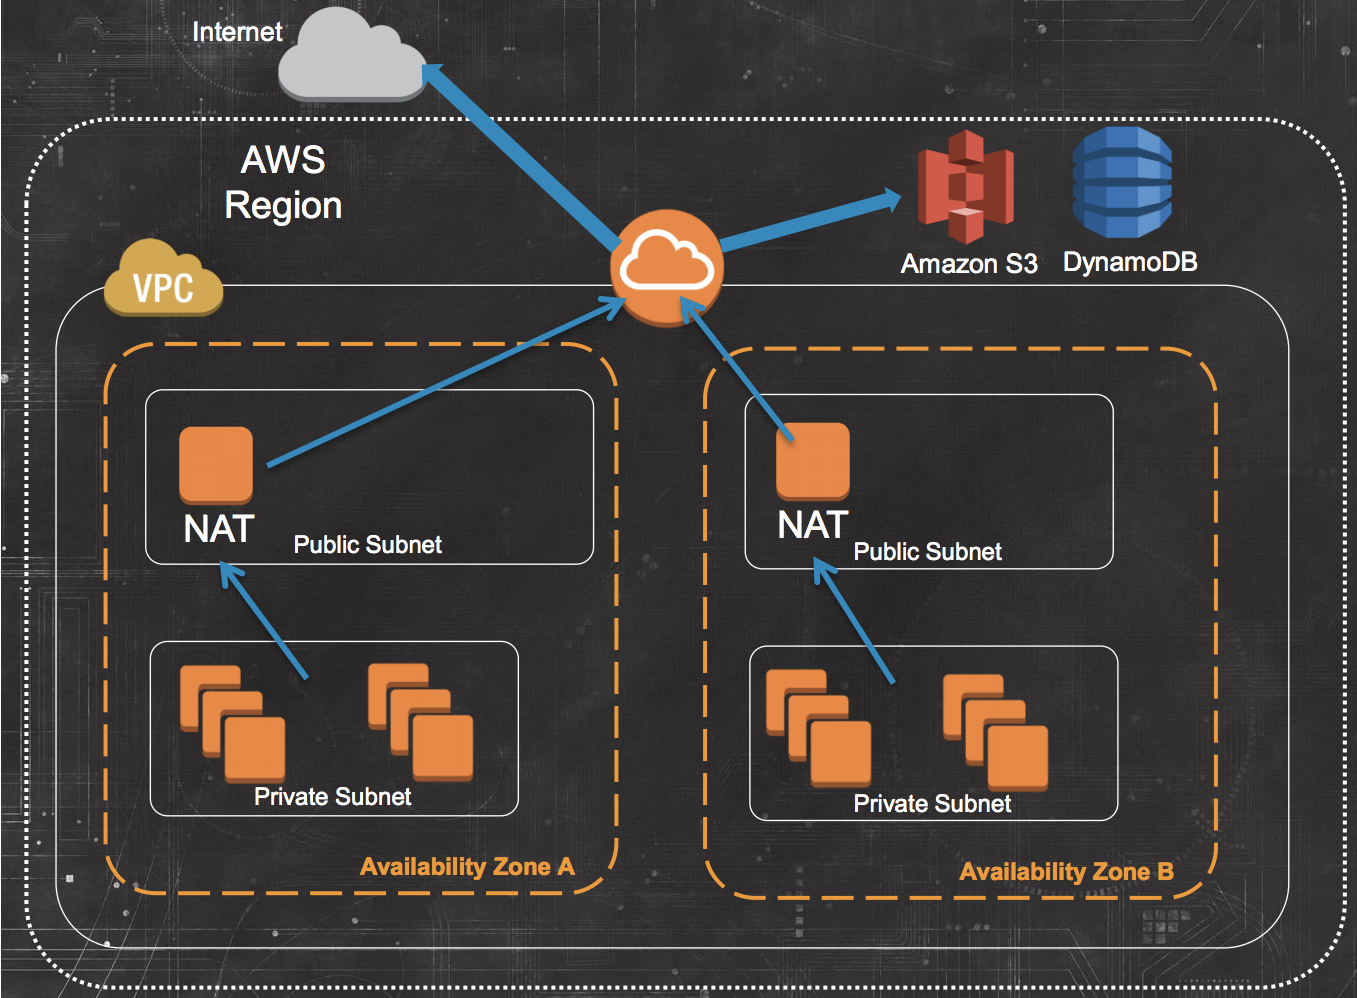 Internet
AWS
Region
Amazon S3
DynamoDB
VPC
NAT
Public Subnet
NAT
Public Subnet
Private Subnet
Private Subnet
Availability Zone A
Availability Zone B